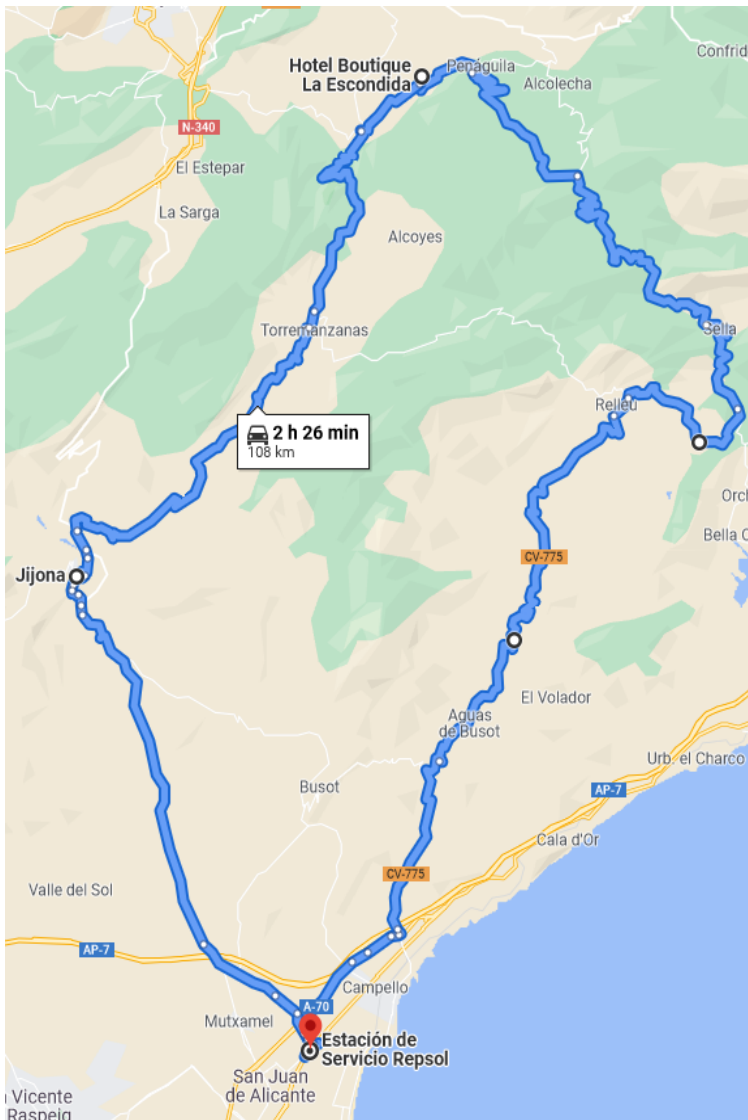 Confrid
Hotel Boutique
La Escondida
Penáguila
Alcolecha
N-340
El Estepar
La Sarga
Alcoyes
Torremanzanas
Sella
Relleu
2 h 26 min
108 km
Orch
Bella O
CV-775
Jijona
El Volador
Aguas
de Busot
Urb. el Charco
Busot
AP-7
Cala d'Or
CV-775
Valle del Sol
AP-7
Campello
A-70
Mutxamel
Estación de
Servicio Repsol
San Juan
de Alicante
Vicente
Raspeig